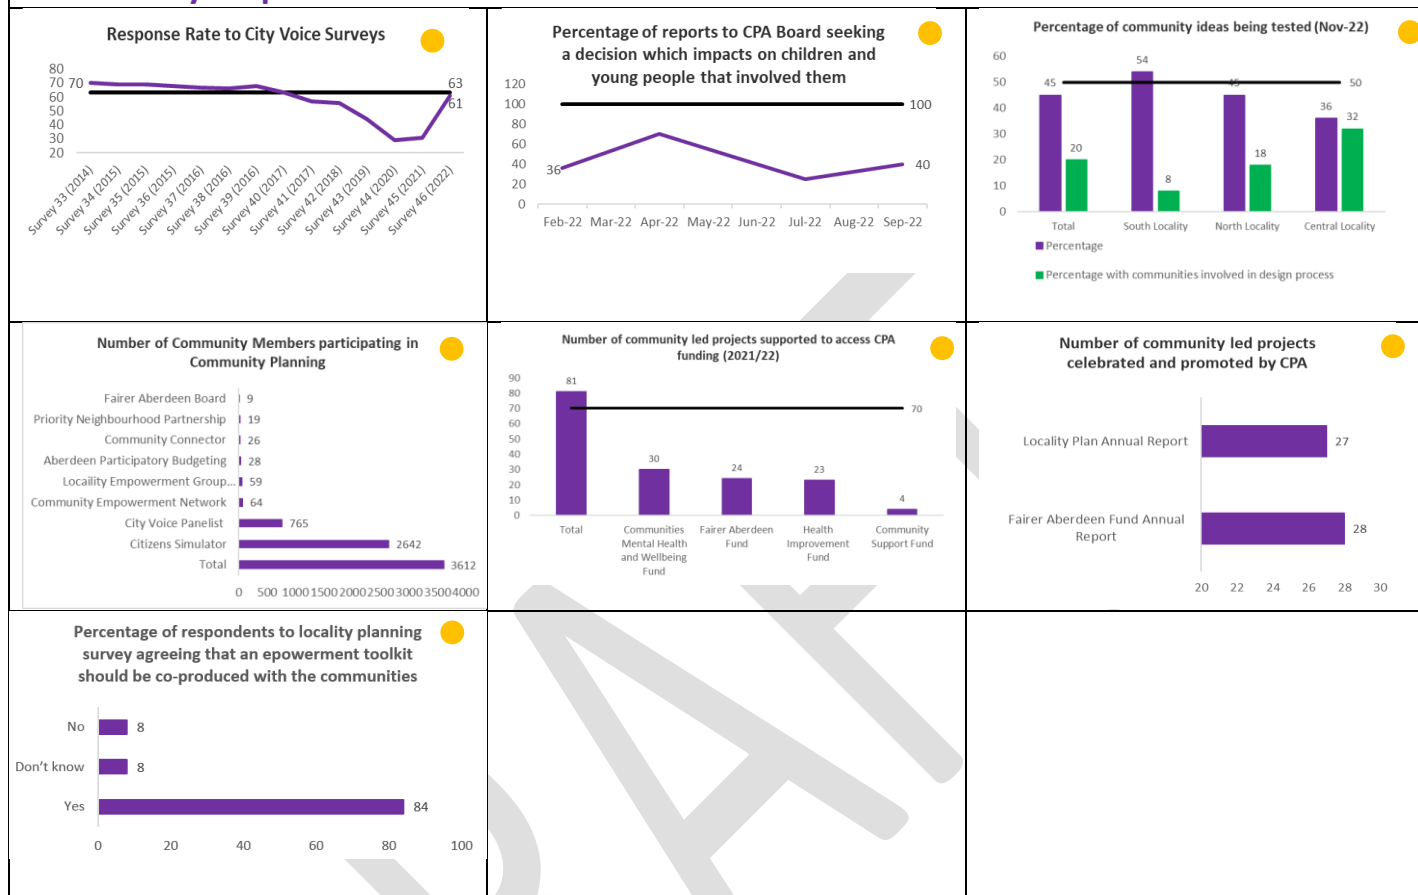 Response Rate to City Voice Surveys
80
70
60
50
40
30
20
70
63
61
Survey 33 (2014)
Survey 34 (2015)
Survey 35 (2015)
Survey 36 (2015)
Survey 37 (2016)
Survey 38 (2016)
Survey 39 (2016)
Survey 40 (2017)
Survey 41 (2017)
Survey 42 (2018)
Survey 43 (2019)
Survey 44 (2020)
Survey 45 (2021)
Survey 46 (2022)
Percentage of reports to CPA Board seeking
a decision which impacts on children and
young people that involved them
120
100
80
60
40
20
0
100
36
40
Feb-22 Mar-22 Apr-22 May-22 Jun-22 Jul-22 Aug-22 Sep-22
Percentage of community ideas being tested (Nov-22)
60
50
40
30
20
10
0
45
20
54
8
45
18
36
32
50
Total South Locality North Locality Central Locality
Percentage
Percentage with communities involved in design process
Number of Community Members participating in
Community Planning
Fairer Aberdeen Board 9
Priority Neighbourhood Partnership 19
Community Connector 26
Aberdeen Participatory Budgeting 28
Locaility Empowerment Group... 59
Community Empowerment Network 64
City Voice Panelist 765
Citizens Simulator 2642
Total 3612
0 500 1000 1500 2000 2500 3000 3500 4000
Number of community led projects supported to access CPA
funding (2021/22)
90
80
70
60
50
40
30
20
10
0
81
30
24
23
4
70
Total
Communities
Mental Health
and Wellbeing
Fund
Fairer Aberdeen
Fund
Health
Improvement
Fund
Community
Support Fund
Number of community led projects
celebrated and promoted by CPA
Locality Plan Annual Report 27
Fairer Aberdeen Fund Annual
Report
28
20 22 24 26 28 30
Percentage of respondents to locality planning
survey agreeing that an epowerment toolkit
should be co-produced with the communities
No 8
Don't know 8
Yes 84
0 20 40 60 80 100